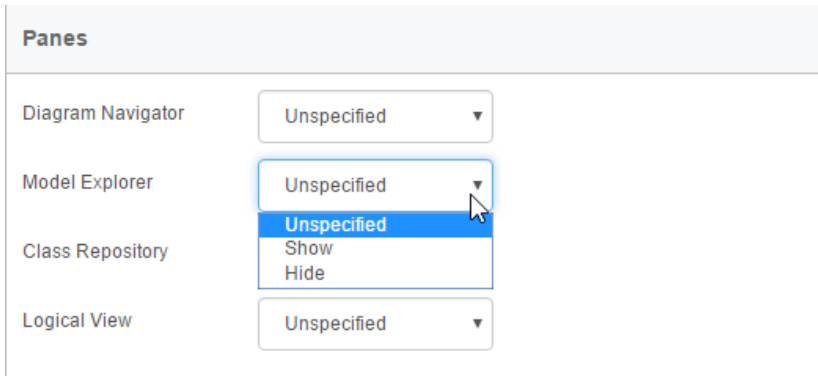 Panes
Diagram Navigator Unspecified
Model Explorer Unspecified
Unspecified
Show
Class Repository
Hide
Logical View Unspecified